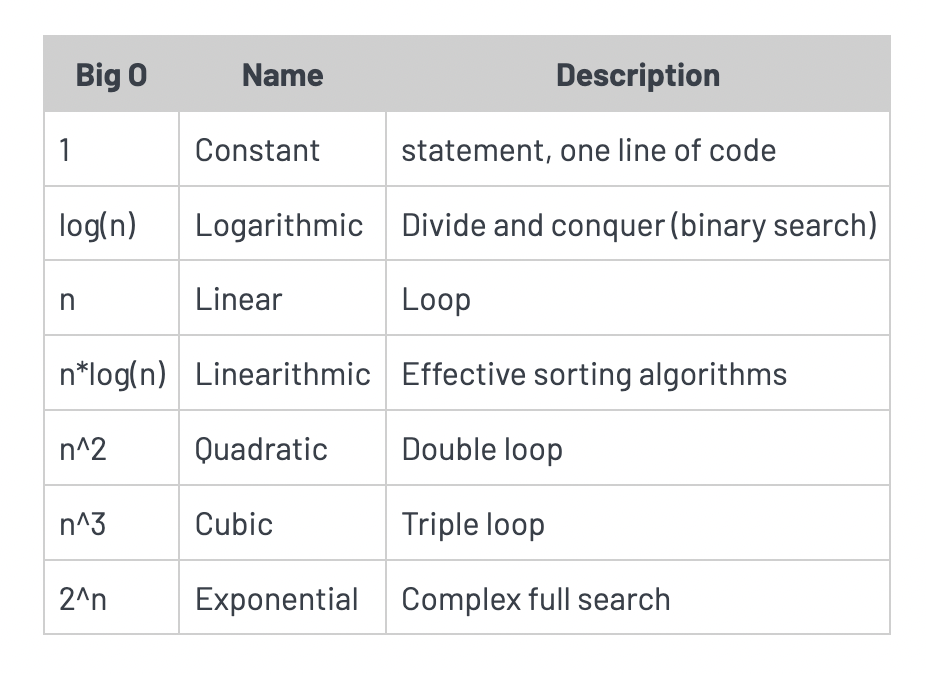 Big O Name Description
1 Constant statement, one line of code
log(n) Logarithmic Divide and conquer (binary search)
n Linear Loop
n*log(n) Linearithmic Effective sorting algorithms
n^2 Quadratic Double loop
n^3 Cubic Triple loop
2^n Exponential Complex full search